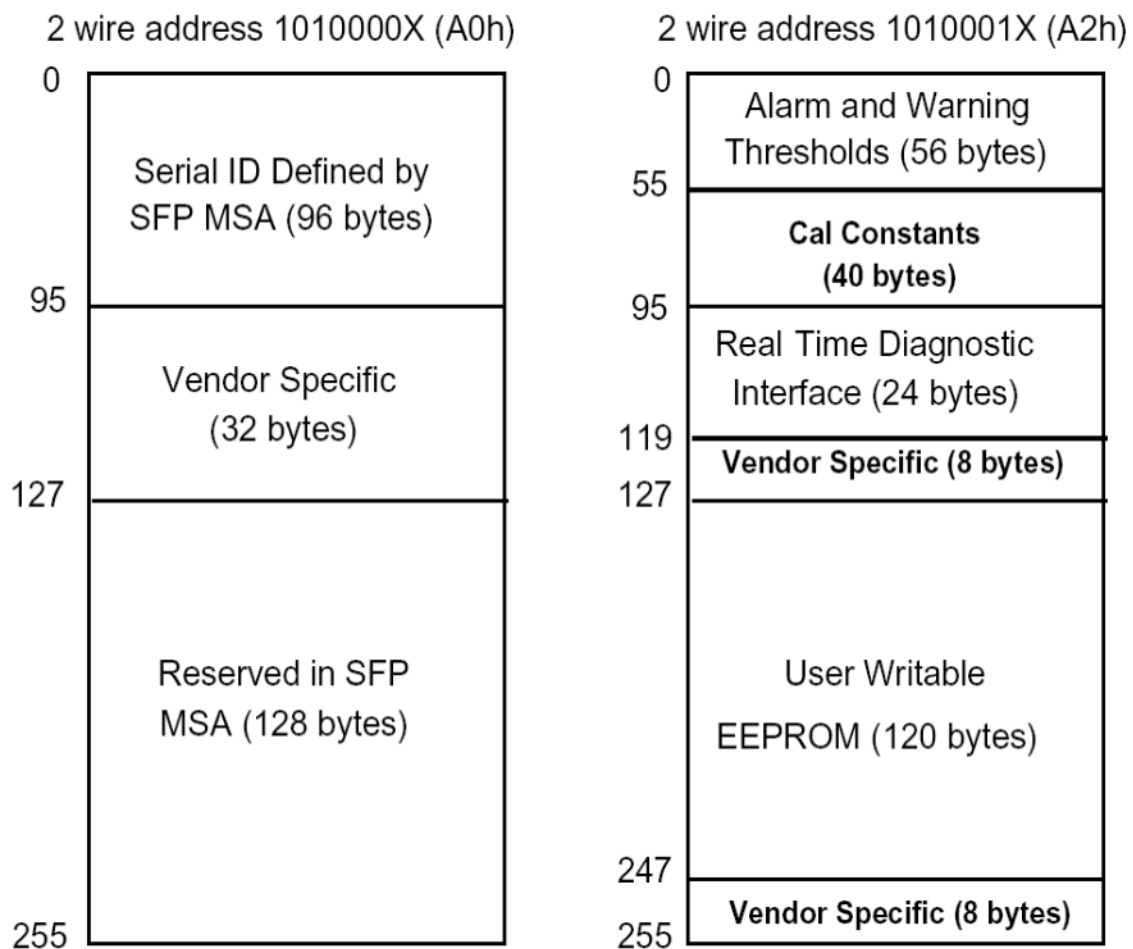 2 wire address 1010000X (A0h)
0
Serial ID Defined by
SFP MSA (96 bytes)
95
Vendor Specific
(32 bytes)
127
Reserved in SFP
MSA (128 bytes)
255
2 wire address 1010001X (A2h)
0
Alarm and Warning
Thresholds (56 bytes)
55
Cal Constants
(40 bytes)
95
Real Time Diagnostic
Interface (24 bytes)
119
Vendor Specific (8 bytes)
127
User Writable
EEPROM (120 bytes)
247
Vendor Specific (8 bytes)
255